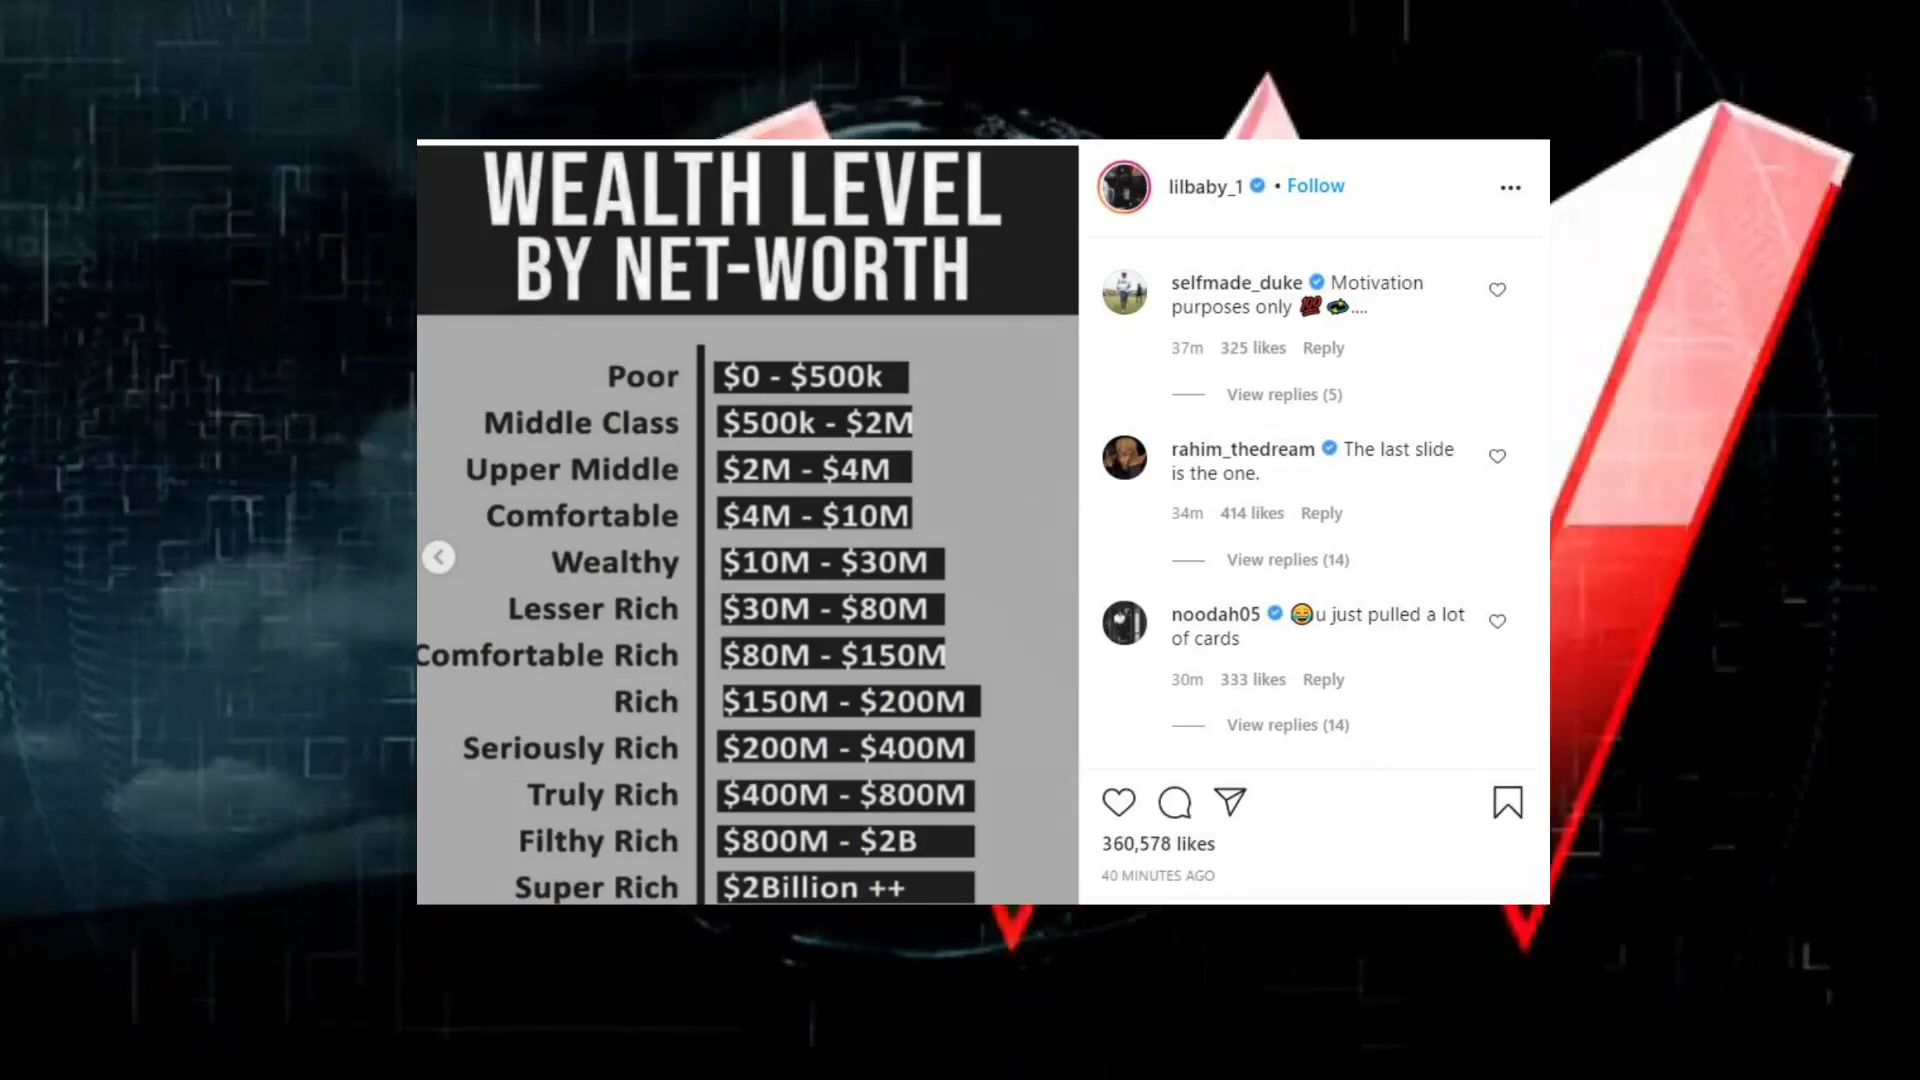 WEALTH LEVEL
BY NET-WORTH
Poor $0 - $500k
Middle Class $500k - $2M
Upper Middle $2M - $4M
Comfortable $4M - $10M
Wealthy $10M - $30M
Lesser Rich $30M - $80M
Comfortable Rich $80M - $150M
Rich $150M - $200M
Seriously Rich $200M - $400M
Truly Rich $400M - $800M
Filthy Rich $800M - $2B
Super Rich $2Billion ++
lilbaby_1 • Follow
selfmade_duke Motivation
purposes only 💯 💫....
37m 325 likes Reply
View replies (5)
rahim_thedream The last slide
is the one.
34m 414 likes Reply
View replies (14)
noodah05 😂u just pulled a lot
of cards
30m 333 likes Reply
View replies (14)
360,578 likes
40 MINUTES AGO